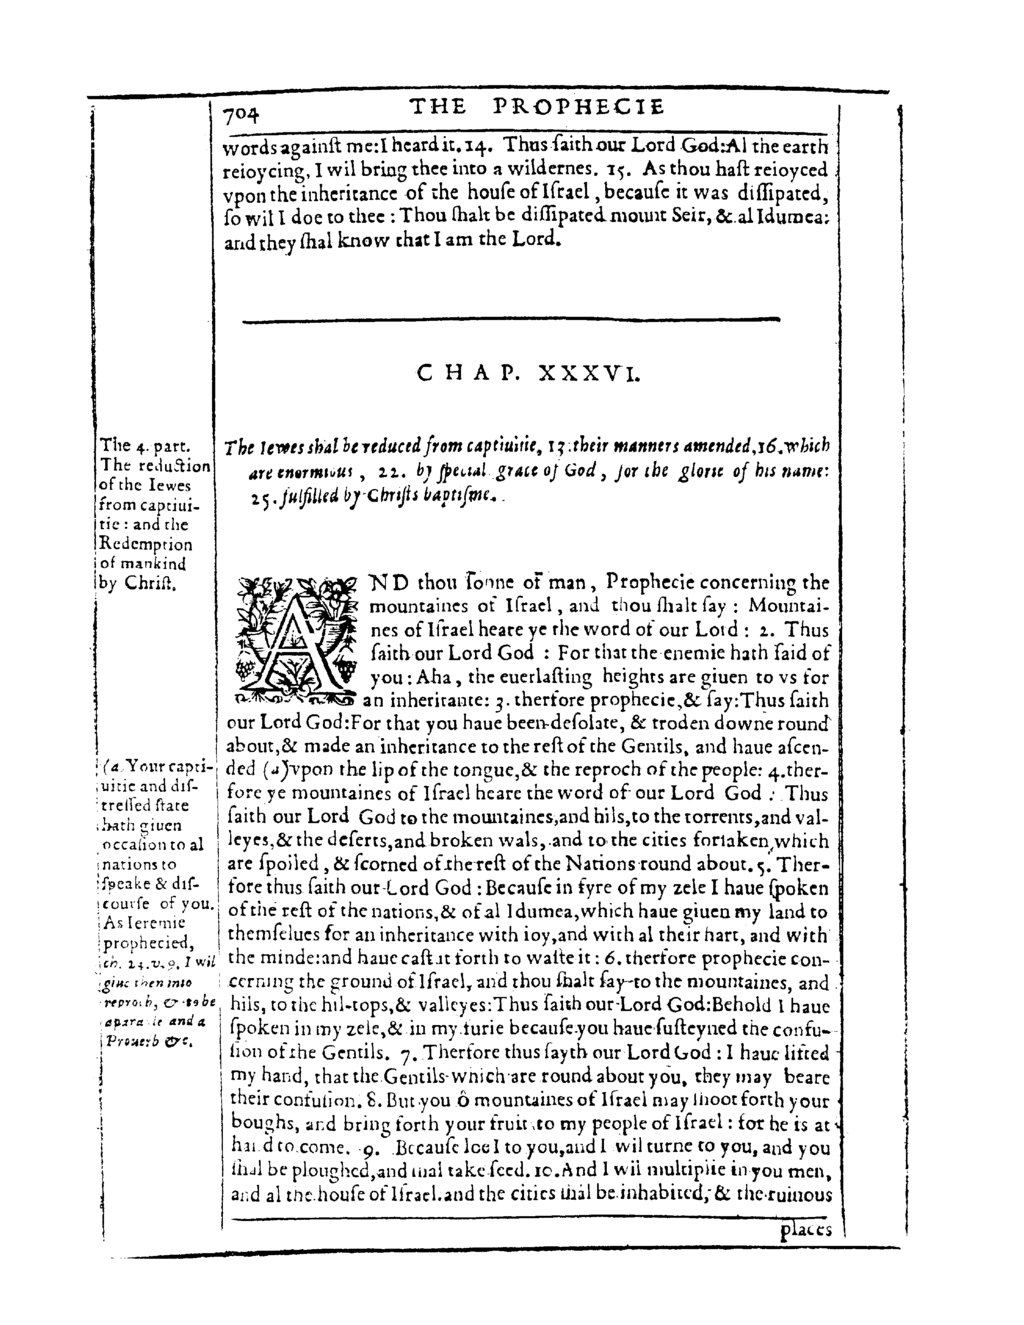 704
THE PROPHECIE
words againſt me:I heard it. 14. Thus ſaith our Lord God:Al the earth
reioycing, I wil bring thee into a wildernes. 15. As thou haſt reioyced
vpon the inheritance of the houſe of Iſrael, becauſe it was diſſipated,
ſo wil I doe to thee : Thou ſhalt be diſſipated mount Seir, & al Idumea:
and they ſhal know that I am the Lord.
CHAP. XXXVI.
The Iewes shal be reduced from captiuitie, 13. their manners amended, 16. which
are enormious, 22. by ſpecial grace of God, for the glorie of his name:
25. fulfilled by Chriſts baptiſme.
The 4. part.
The reduction
of the Iewes
from captiui-
tie : and the
Redemption
of mankind
by Chriſt.
AND thou ſonne of man, Prophecie concerning the
mountaines of Iſrael, and thou ſhalt ſay : Mountai-
nes of Iſrael heare ye the word of our Lord : 2. Thus
ſaith our Lord God : For that the enemie hath ſaid of
you : Aha, the euerlaſting heights are giuen to vs for
an inheritance: 3. therfore prophecie,& ſay:Thus ſaith
our Lord God:For that you haue been deſolate, & troden downe round
about,& made an inheritance to the reſt of the Gentils, and haue aſcen-
ded (a)vpon the lip of the tongue,& the reproch of the people: 4.ther-
fore ye mountaines of Iſrael heare the word of our Lord God : Thus
ſaith our Lord God to the mountaines,and hils,to the torrents,and val-
leyes,& the deſerts,and broken wals, and to the cities forſaken,which
are ſpoiled, & ſcorned of the reſt of the Nations round about. 5. Ther-
fore thus ſaith our Lord God : Becauſe in fyre of my zele I haue ſpoken
of the reſt of the nations,& of al Idumea,which haue giuen my land to
themſelues for an inheritance with ioy,and with al their hart, and with
the minde:and haue caſt it forth to waſte it : 6. therfore prophecie con-
cerning the ground of Iſrael, and thou ſhalt ſay to the mountaines, and
hils, to the hil-tops,& valleyes:Thus ſaith our Lord God:Behold I haue
ſpoken in my zele,& in my furie becauſe you haue ſuſteyned the confu-
ſion of the Gentils. 7. Therfore thus ſayth our Lord God : I haue lifted
my hand, that the Gentils which are round about you, they may beare
their confuſion. 8. But you ô mountaines of Iſrael may ſhoot forth your
boughs, and bring forth your fruit to my people of Iſrael : for he is at
hand to come. 9. Becauſe loe I to you,and I wil turne to you, and you
ſhal be ploughed,and ſhal take ſeed. 10. And I wil multiplie in you men,
and al the houſe of Iſrael. and the cities ſhal be inhabited, & the ruinous
places
(a Your capti-
uitie and diſ-
treſſed ſtate
hath giuen
occaſion to al
nations to
ſpeake & diſ-
courſe of you.
As Ieremie
prophecied,
ch. 24. v. 9. I wil
giue them into
reproch, & to be
a parable and a
Prouerb &c.